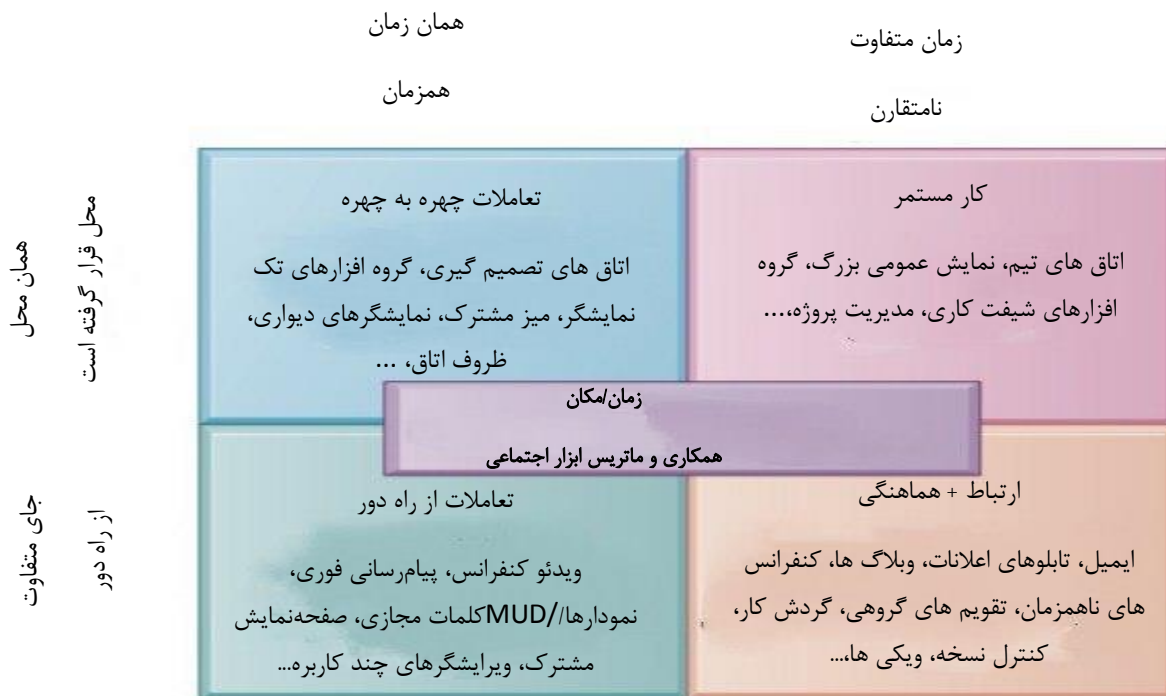 همان زمان
زمان متفاوت
همزمان
نامتقارن
همان محل
محل قرار گرفته است
تعاملات چهره به چهره
اتاق های تصمیم گیری، گروه افزارهای تک
نمایشگر، میز مشترک، نمایشگرهای دیواری،
ظروف اتاق، ...
کار مستمر
اتاق های تیم، نمایش عمومی بزرگ، گروه
افزارهای شیفت کاری، مدیریت پروژه،...
زمان/مکان
همکاری و ماتریس ابزار اجتماعی
جای متفاوت
از راه دور
تعاملات از راه دور
ویدئو کنفرانس، پیام‌رسانی فوری،
نمودارها/MUD/کلمات مجازی، صفحه‌نمایش
مشترک، ویرایشگرهای چند کاربره...
ارتباط + هماهنگی
ایمیل، تابلوهای اعلانات، وبلاگ ها، کنفرانس
های ناهمزمان، تقویم های گروهی، گردش کار،
کنترل نسخه، ویکی ها،...